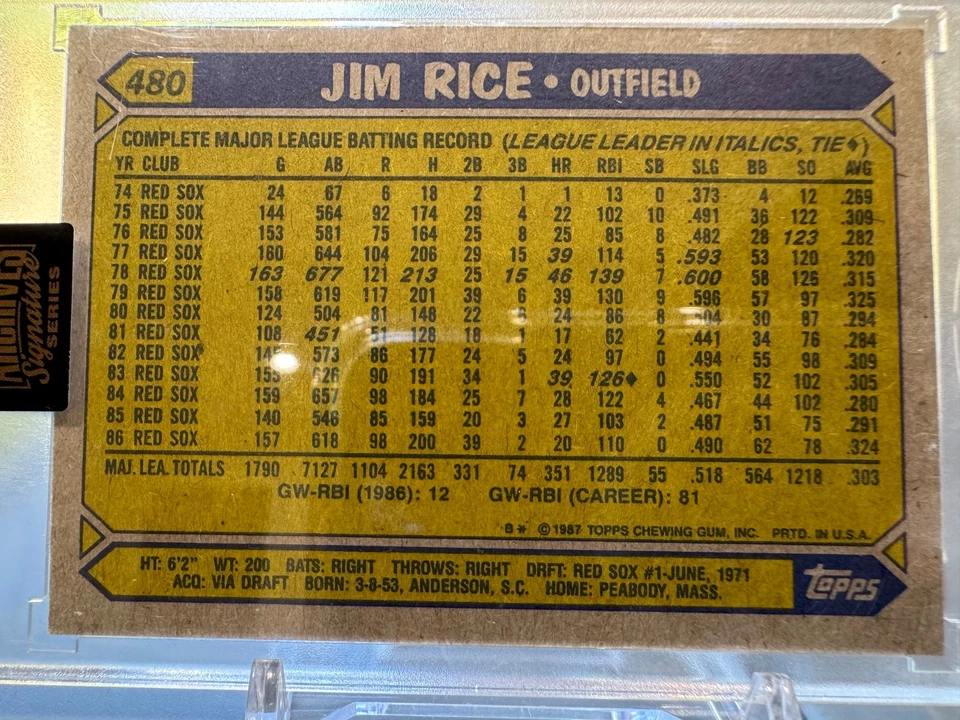 480 JIM RICE • OUTFIELD
COMPLETE MAJOR LEAGUE BATTING RECORD (LEAGUE LEADER IN ITALICS, TIE♦)
YR CLUB G AB R H 2B 3B HR RBI SB SLG BB SO AVG
74 RED SOX 24 67 6 18 2 1 1 13 0 .373 4 12 .269
75 RED SOX 144 564 92 174 29 4 22 102 10 .491 36 122 .309
76 RED SOX 153 581 75 164 25 8 25 85 8 .482 28 123 .282
77 RED SOX 160 644 104 206 29 15 39 114 5 .593 53 120 .320
78 RED SOX 163 677 121 213 25 15 46 139 7 .600 58 126 .315
79 RED SOX 158 619 117 201 39 6 39 130 9 .596 57 97 .325
80 RED SOX 124 504 81 148 22 6 24 86 8 .504 30 87 .294
81 RED SOX 108 451 51 128 18 1 17 62 2 .441 34 76 .284
82 RED SOX 573 86 177 24 5 24 97 0 .494 55 98 .309
83 RED SOX 626 90 191 34 1 39 126♦ 0 .550 52 102 .305
84 RED SOX 159 657 98 184 25 7 28 122 4 .467 44 102 .280
85 RED SOX 140 546 85 159 20 3 27 103 2 .487 51 75 .291
86 RED SOX 157 618 98 200 39 2 20 110 0 .490 62 78 .324
MAJ. LEA. TOTALS 1790 7127 1104 2163 331 74 351 1289 55 .518 564 1218 .303
GW-RBI (1986): 12 GW-RBI (CAREER): 81
B* ©1987 TOPPS CHEWING GUM, INC. PRTD. IN U.S.A.
HT: 6'2" WT: 200 BATS: RIGHT THROWS: RIGHT DRFT: RED SOX #1-JUNE, 1971
ACQ: VIA DRAFT BORN: 3-8-53, ANDERSON, S.C. HOME: PEABODY, MASS.
topps
ARCHIVES
Signature
SERIES